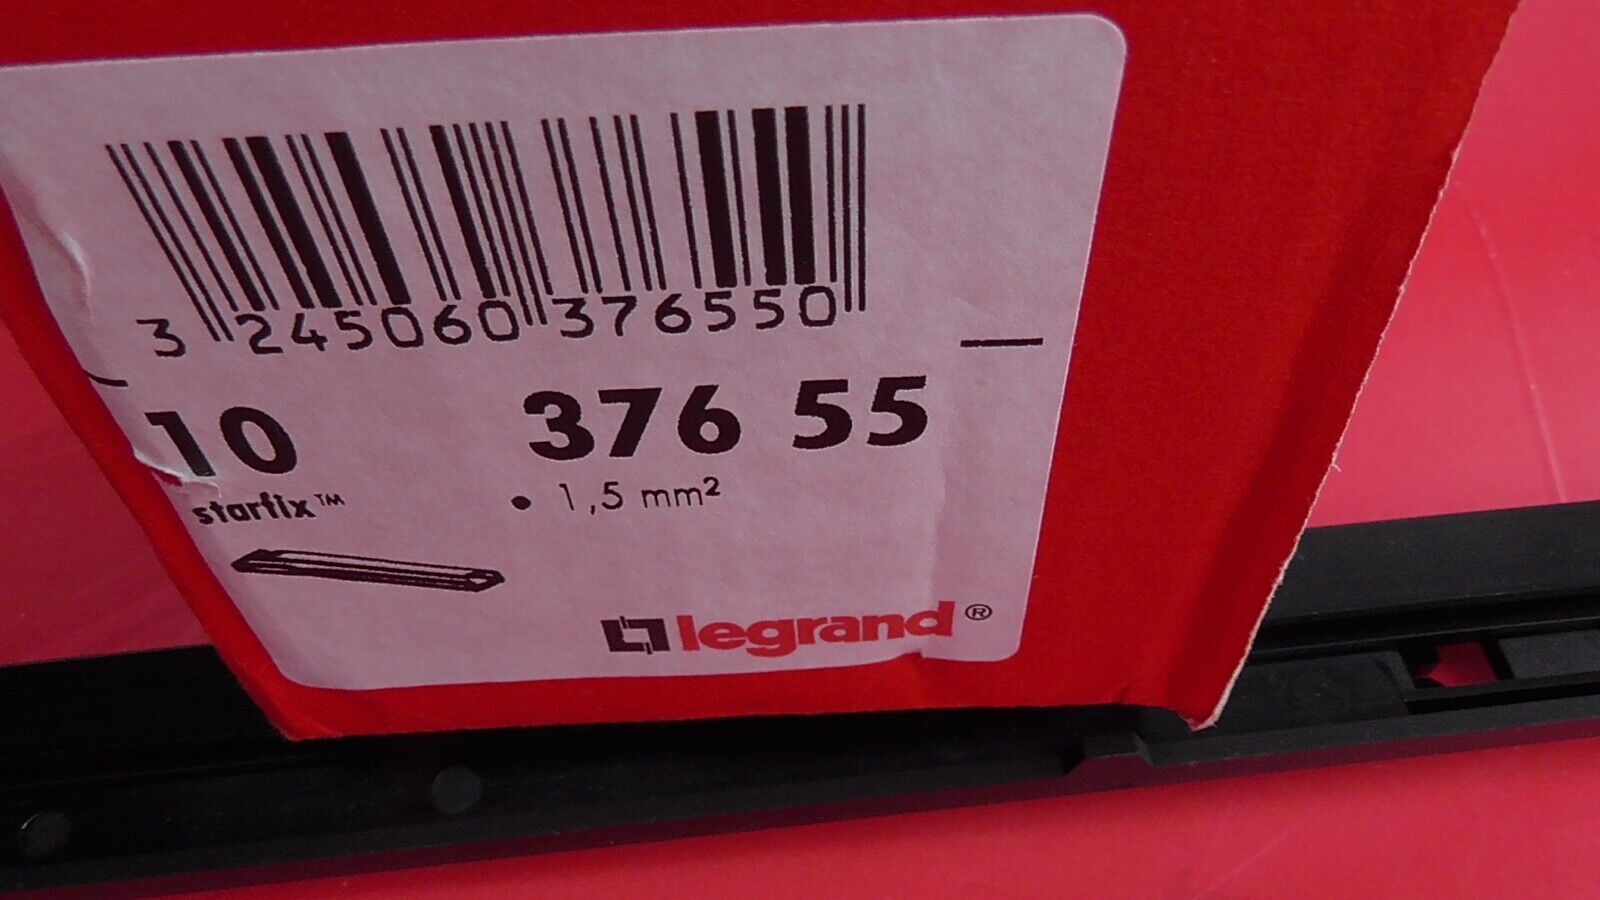 3 245060 376550
10 376 55
starfix™ • 1,5 mm²
legrand®